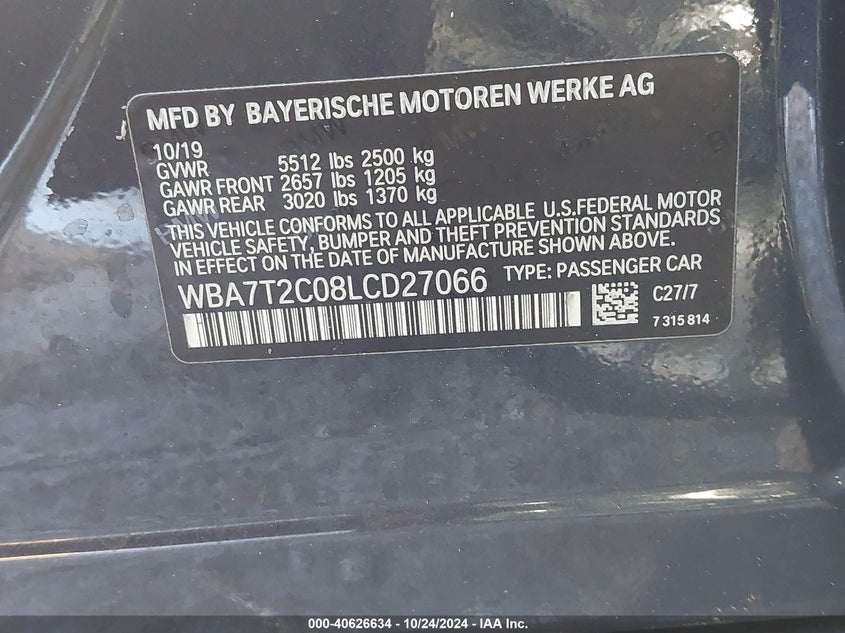 MFD BY BAYERISCHE MOTOREN WERKE AG
10/19
GVWR 5512 lbs 2500 kg
GAWR FRONT 2657 lbs 1205 kg
GAWR REAR 3020 lbs 1370 kg
THIS VEHICLE CONFORMS TO ALL APPLICABLE U.S.FEDERAL MOTOR
VEHICLE SAFETY, BUMPER AND THEFT PREVENTION STANDARDS
IN EFFECT ON THE DATE OF MANUFACTURE SHOWN ABOVE.
WBA7T2C08LCD27066 TYPE: PASSENGER CAR
C27/7
7 315 814
000-40626634 / 10/24/2024 - IAA Inc.